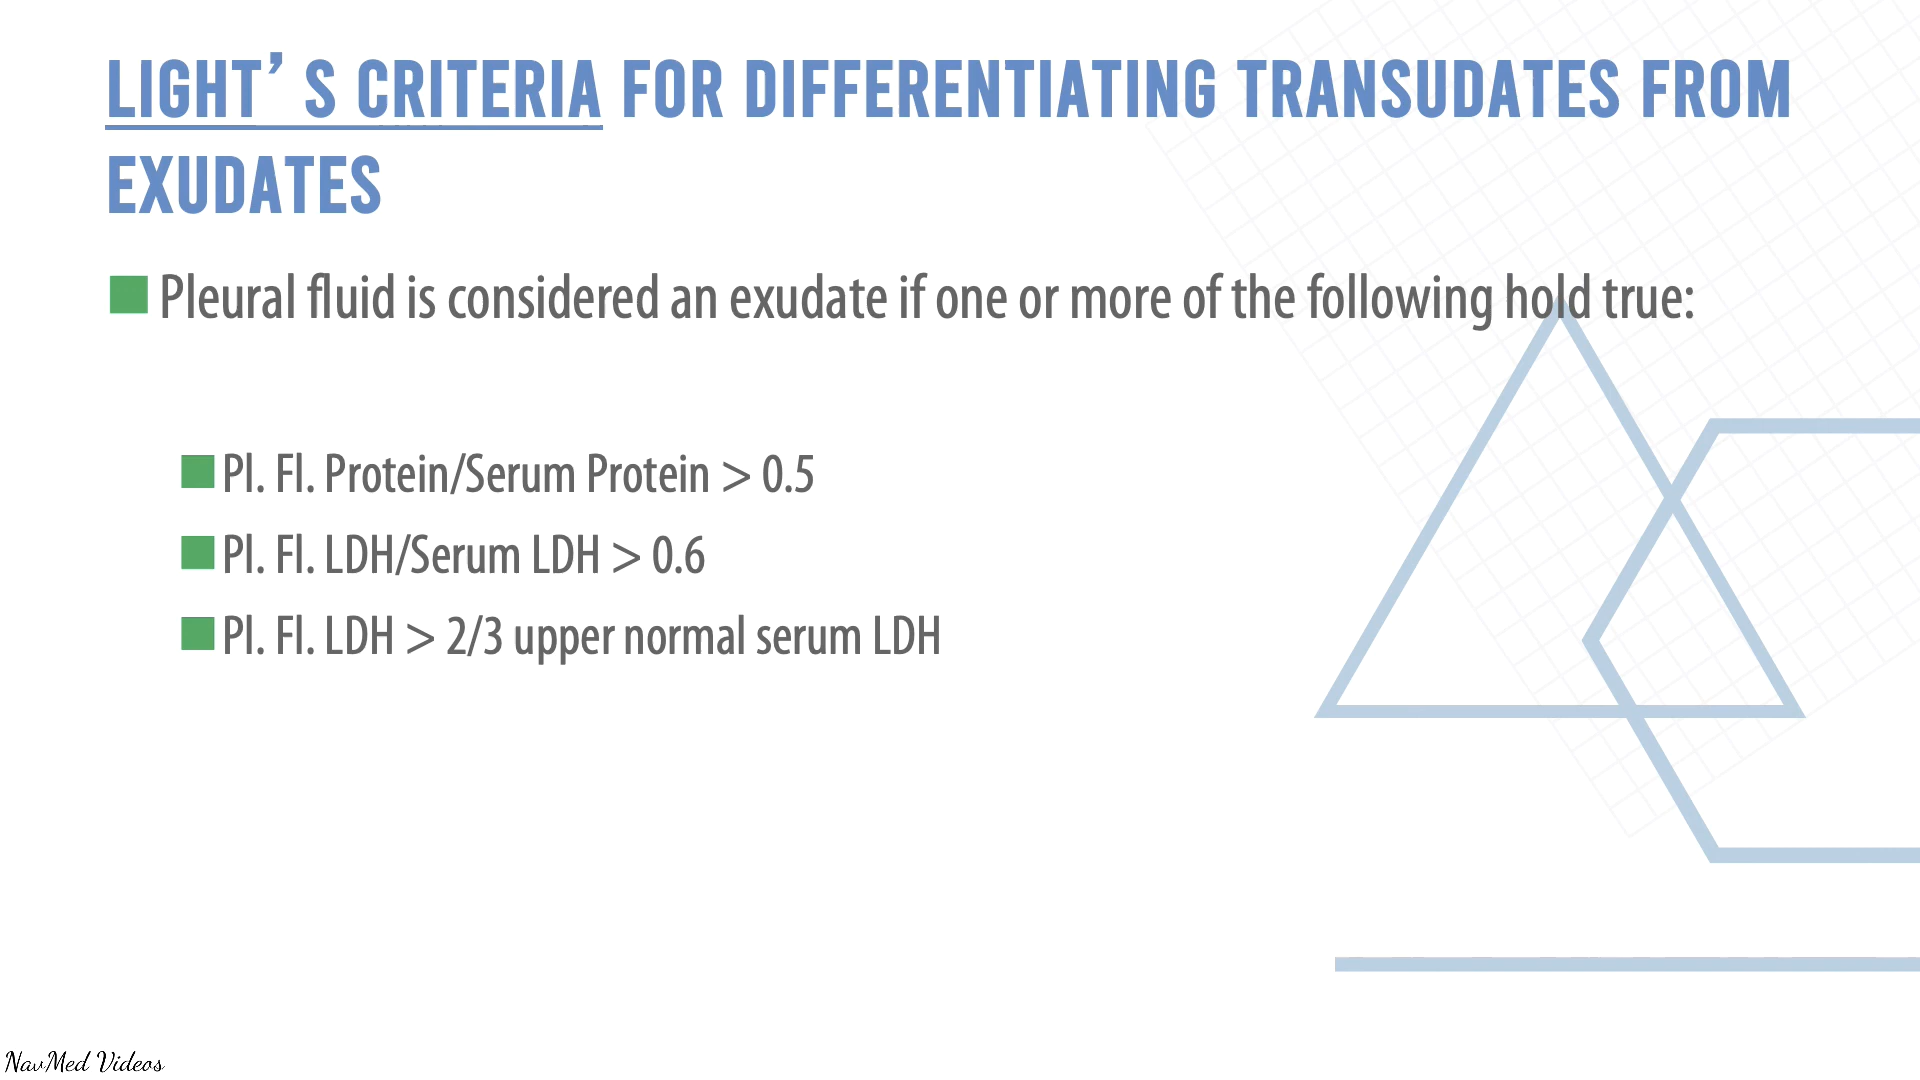 LIGHT’S CRITERIA FOR DIFFERENTIATING TRANSUDATES FROM
EXUDATES
Pleural fluid is considered an exudate if one or more of the following hold true:
Pl. Fl. Protein/Serum Protein > 0.5
Pl. Fl. LDH/Serum LDH > 0.6
Pl. Fl. LDH > 2/3 upper normal serum LDH
NavMed Videos